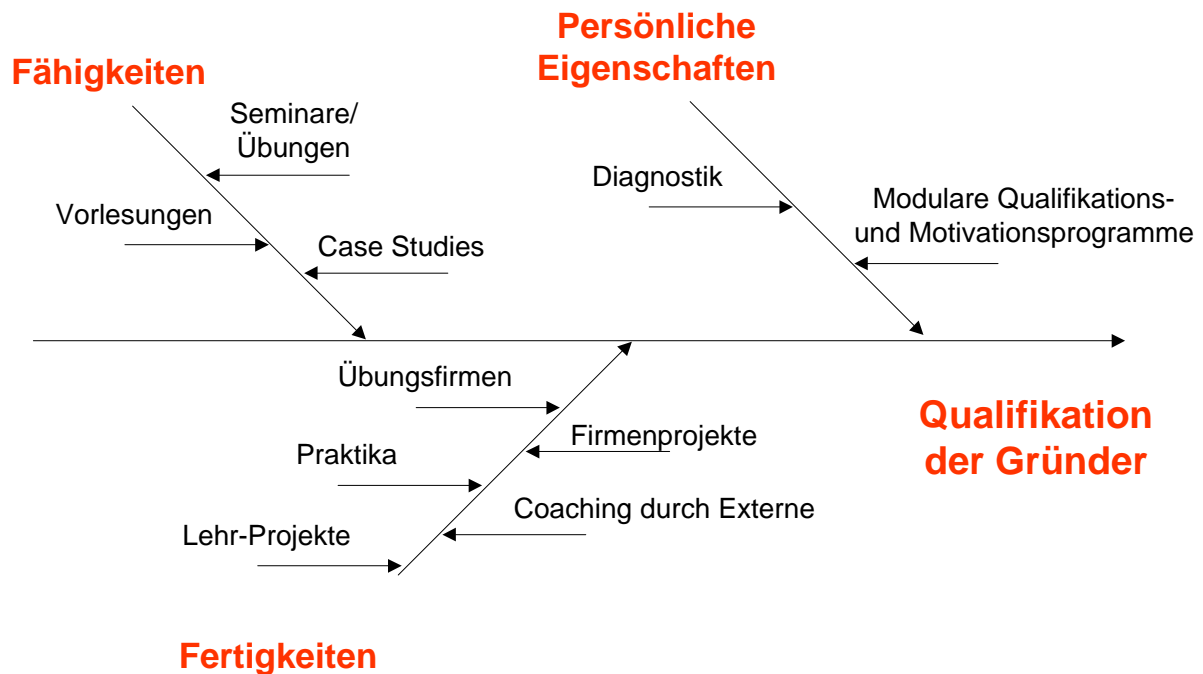 Persönliche
Eigenschaften
Fähigkeiten
Seminare/
Übungen
Vorlesungen
Case Studies
Diagnostik
Modulare Qualifikations-
und Motivationsprogramme
Übungsfirmen
Firmenprojekte
Praktika
Coaching durch Externe
Lehr-Projekte
Fertigkeiten
Qualifikation
der Gründer